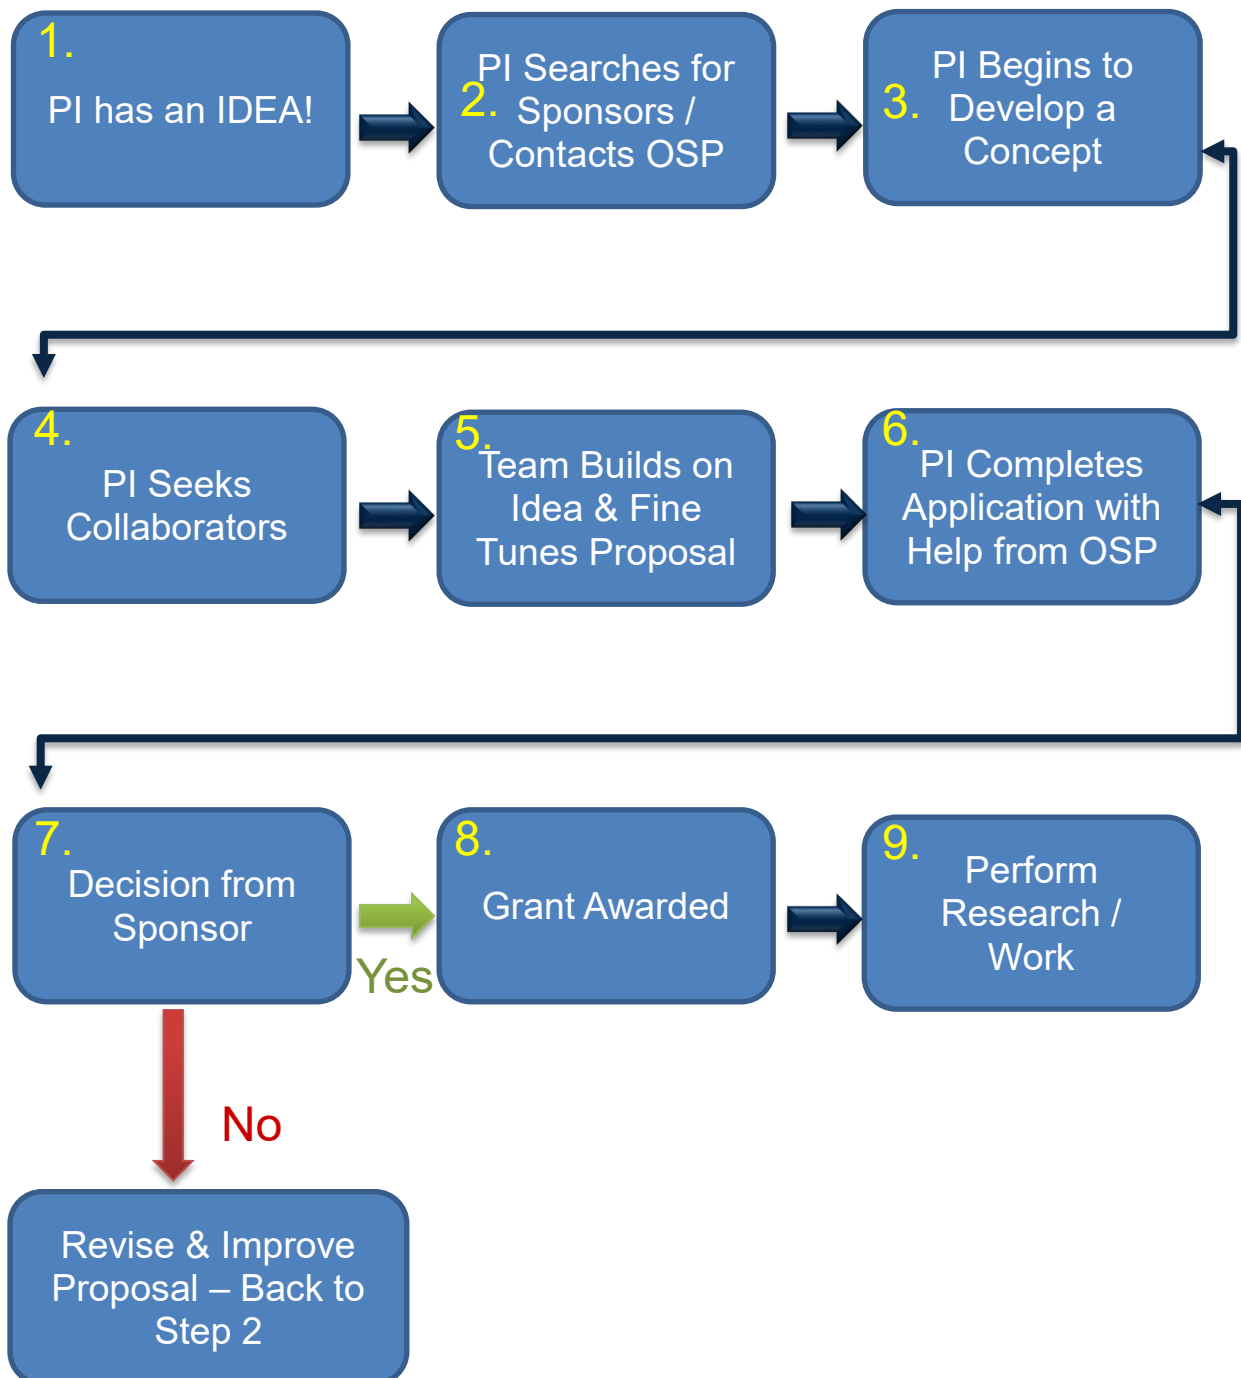 1.
PI has an IDEA!
2.
PI Searches for
Sponsors /
Contacts OSP
3.
PI Begins to
Develop a
Concept
4.
PI Seeks
Collaborators
5.
Team Builds on
Idea & Fine
Tunes Proposal
6.
PI Completes
Application with
Help from OSP
7.
Decision from
Sponsor
Yes
8.
Grant Awarded
9.
Perform
Research /
Work
No
Revise & Improve
Proposal – Back to
Step 2